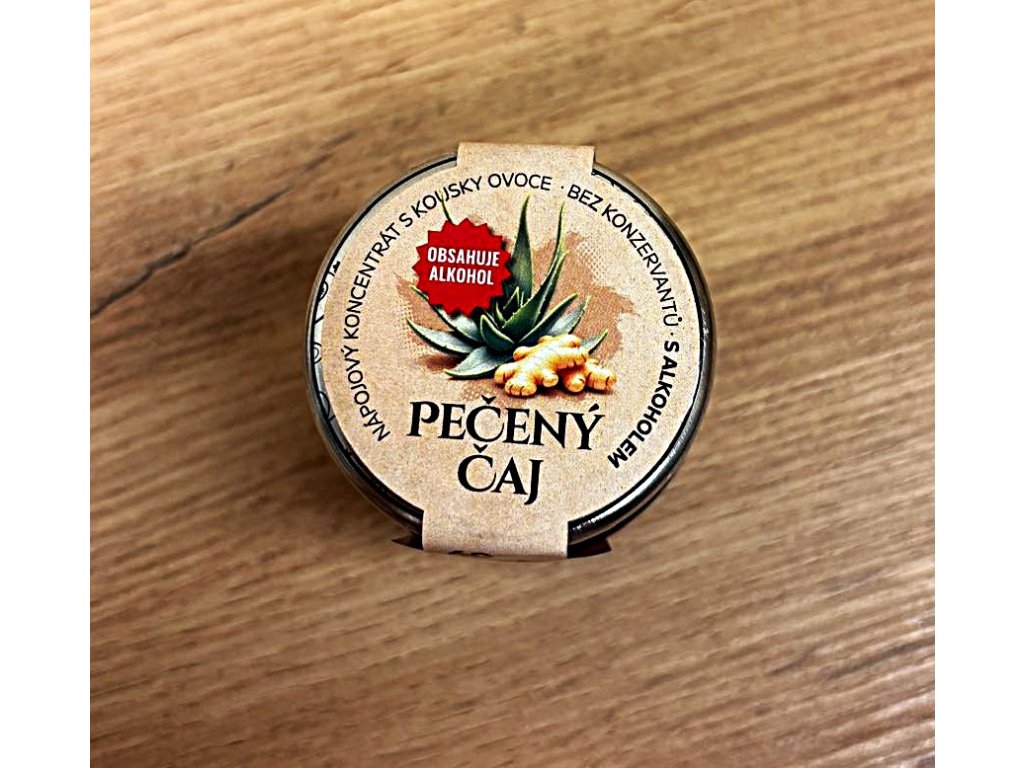 NÁPOJOVÝ KONCENTRÁT S KOUSKY OVOCE · BEZ KONZERVANTŮ · S ALKOHOLEM
OBSAHUJE
ALKOHOL
PEČENÝ
ČAJ